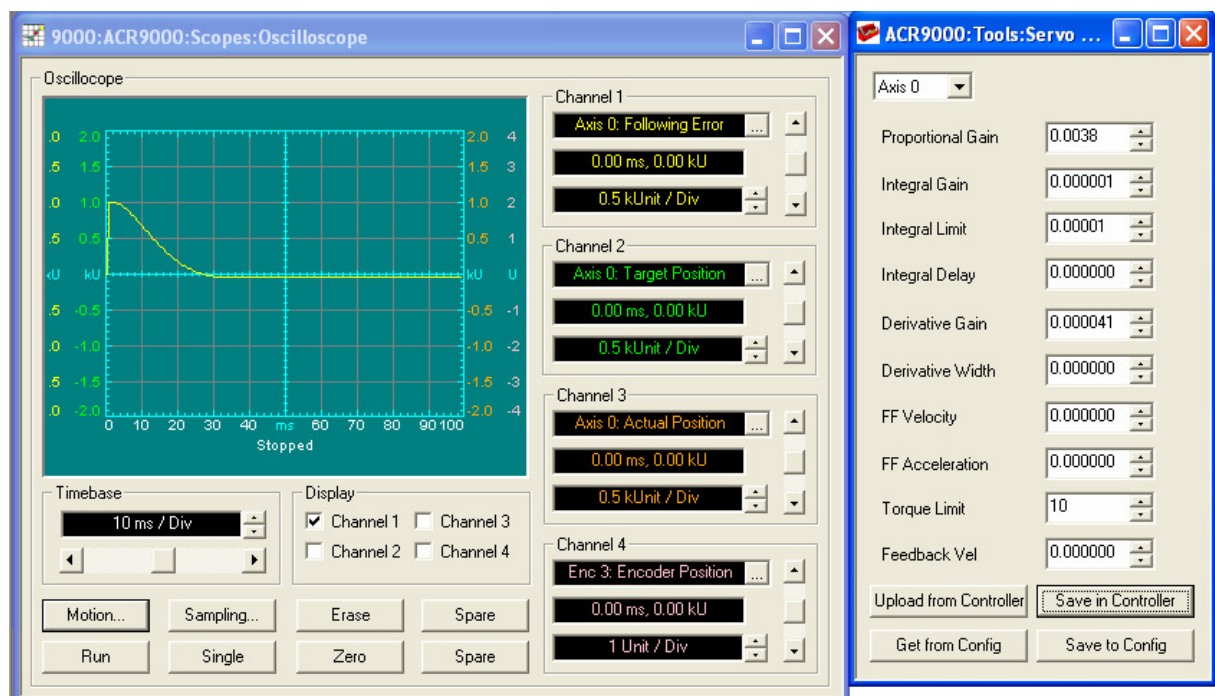 9000:ACR9000:Scopes:Oscilloscope
Oscillocope
.0 2.0 2.0 4
.5 1.5 1.5 3
.0 1.0 1.0 2
.5 0.5 0.5 1
kU kU kU U
.5 -0.5 -0.5 -1
.0 -1.0 -1.0 -2
.5 -1.5 -1.5 -3
.0 -2.0 -2.0 -4
0 10 20 30 40 ms 60 70 80 90 100
Stopped
Channel 1
Axis 0: Following Error ...
0.00 ms, 0.00 kU
0.5 kUnit / Div
Channel 2
Axis 0: Target Position ...
0.00 ms, 0.00 kU
0.5 kUnit / Div
Channel 3
Axis 0: Actual Position ...
0.00 ms, 0.00 kU
0.5 kUnit / Div
Channel 4
Enc 3: Encoder Position ...
0.00 ms, 0.00 kU
1 Unit / Div
Timebase
10 ms / Div
Display
Channel 1 Channel 3
Channel 2 Channel 4
Motion... Sampling... Erase Spare
Run Single Zero Spare
ACR9000:Tools:Servo ...
Axis 0
Proportional Gain 0.0038
Integral Gain 0.000001
Integral Limit 0.00001
Integral Delay 0.000000
Derivative Gain 0.000041
Derivative Width 0.000000
FF Velocity 0.000000
FF Acceleration 0.000000
Torque Limit 10
Feedback Vel 0.000000
Upload from Controller Save in Controller
Get from Config Save to Config